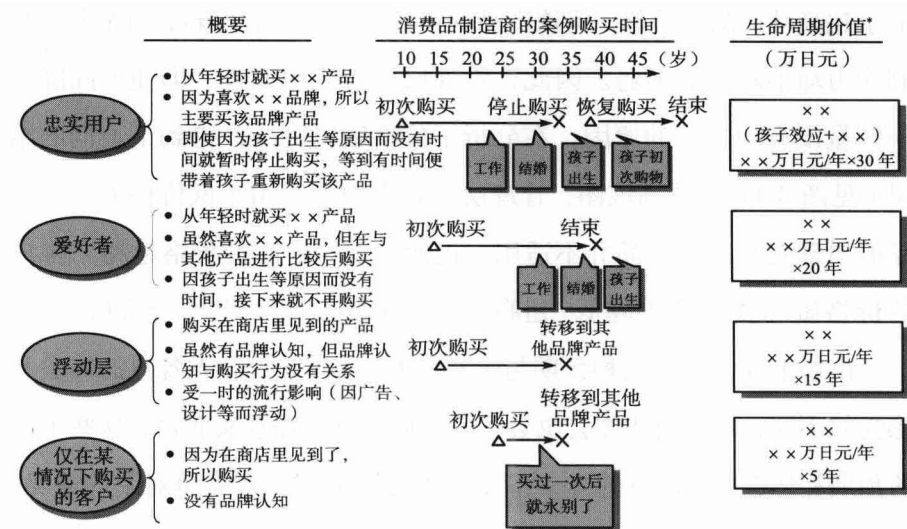 概要
消费品制造商的案例购买时间
生命周期价值*
(万日元)
10 15 20 25 30 35 40 45 (岁)
忠实用户
• 从年轻时就买××产品
• 因为喜欢××品牌，所以
主要买该品牌产品
• 即使因为孩子出生等原因而没有时
间就暂时停止购买，等到有时间便
带着孩子重新购买该产品
初次购买
停止购买
恢复购买
结束
工作
结婚
孩子
出生
孩子初
次购物
××
(孩子效应+××)
××万日元/年×30年
爱好者
• 从年轻时就买××产品
• 虽然喜欢××产品，但在与
其他产品进行比较后购买
• 因孩子出生等原因而没有
时间，接下来就不再购买
初次购买
结束
工作
结婚
孩子
出生
××
××万日元/年
×20年
浮动层
• 购买在商店里见到的产品
• 虽然有品牌认知，但品牌认
知与购买行为没有关系
• 受一时的流行影响（因广告、
设计等而浮动）
初次购买
转移到其
他品牌产品
××
××万日元/年
×15年
仅在某
情况下购买
的客户
• 因为在商店里见到了，
所以购买
• 没有品牌认知
初次购买
转移到其他
品牌产品
买过一次后
就永别了
××
××万日元/年
×5年